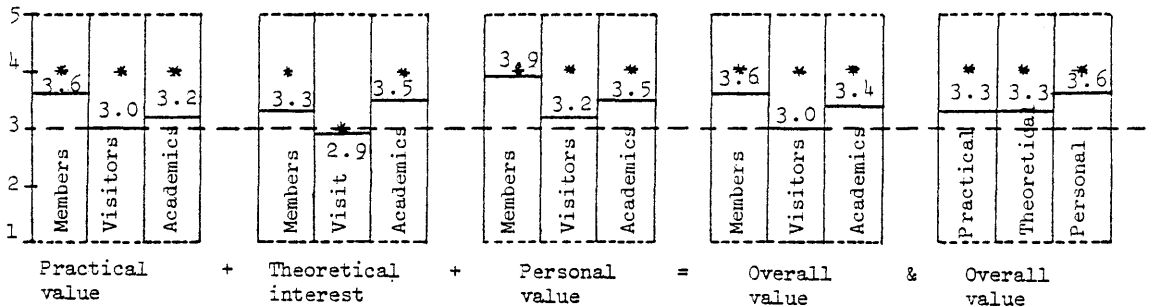 5
4
3
2
1
3.6 3.0 3.2
Members Visitors Academics
3.3 2.9 3.5
Members Visit Academics
3.9 3.2 3.5
Members Visitors Academics
3.6 3.0 3.4
Members Visitors Academics
3.3 3.3 3.6
Practical Theoretical Personal
Practical + Theoretical + Personal = Overall & Overall
value interest value value value